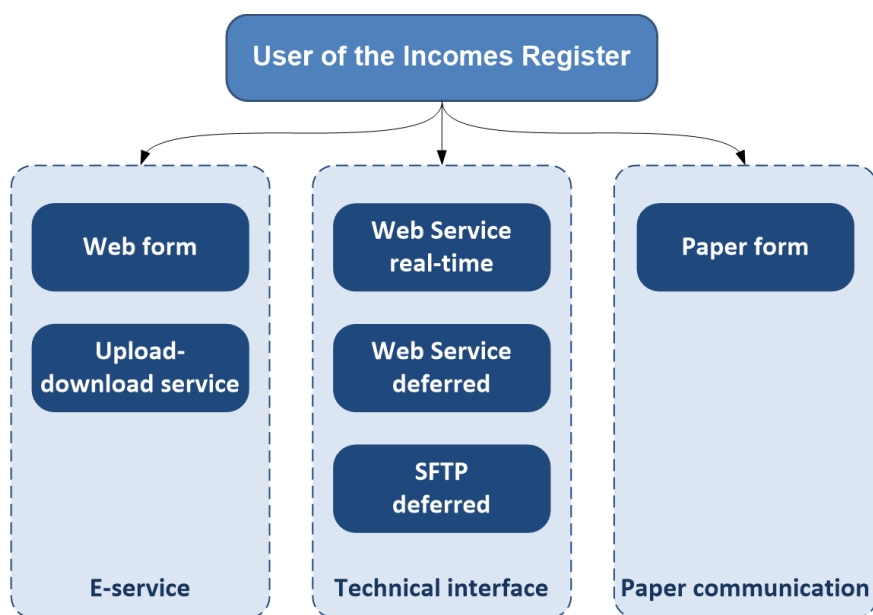 User of the Incomes Register
Web form
Upload-
download service
E-service
Web Service
real-time
Web Service
deferred
SFTP
deferred
Technical interface
Paper form
Paper communication